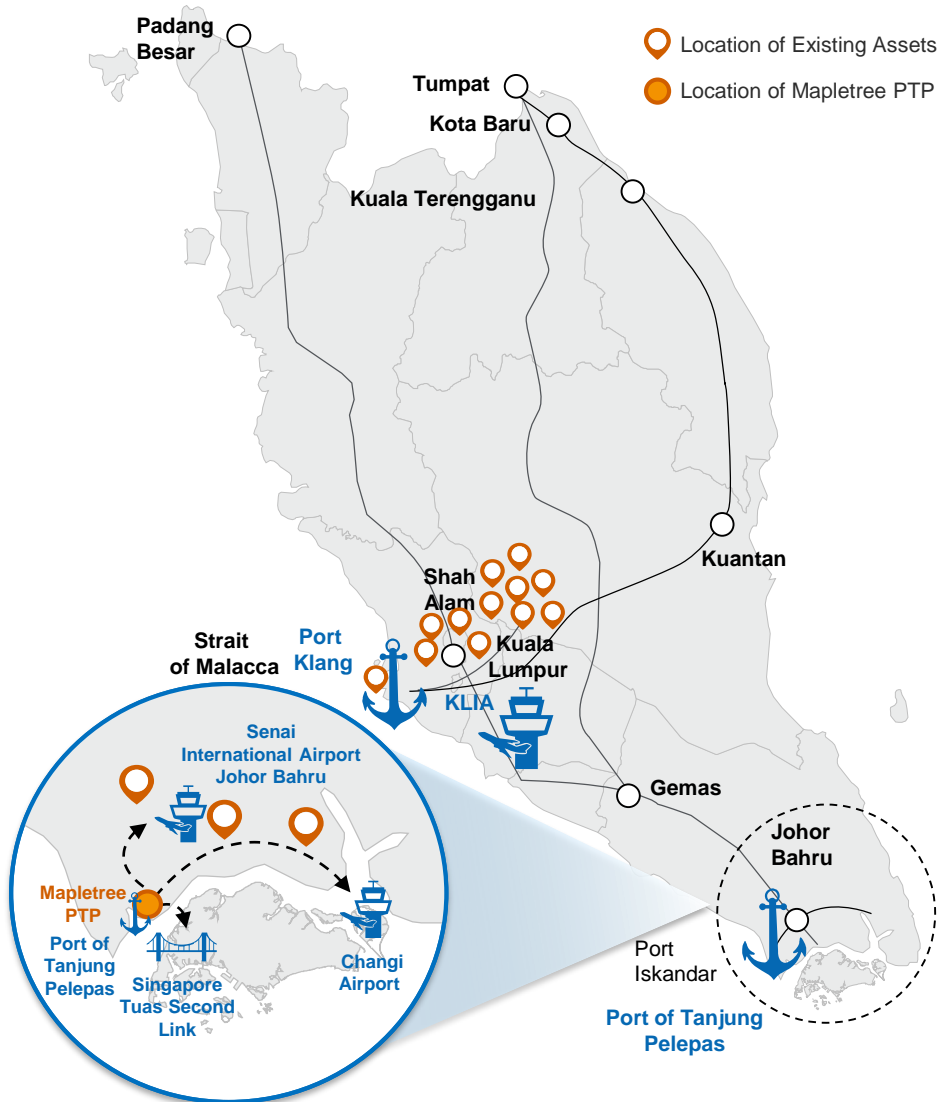 Padang
Besar
Location of Existing Assets
Tumpat
Location of Mapletree PTP
Kota Baru
Kuala Terengganu
Kuantan
Shah
Alam
Strait
of Malacca
Port
Klang
Kuala
Lumpur
KLIA
Senai
International Airport
Johor Bahru
Gemas
Johor
Bahru
Mapletree
PTP
Port of
Tanjung
Pelepas
Singapore
Tuas Second
Link
Changi
Airport
Port
Iskandar
Port of Tanjung
Pelepas